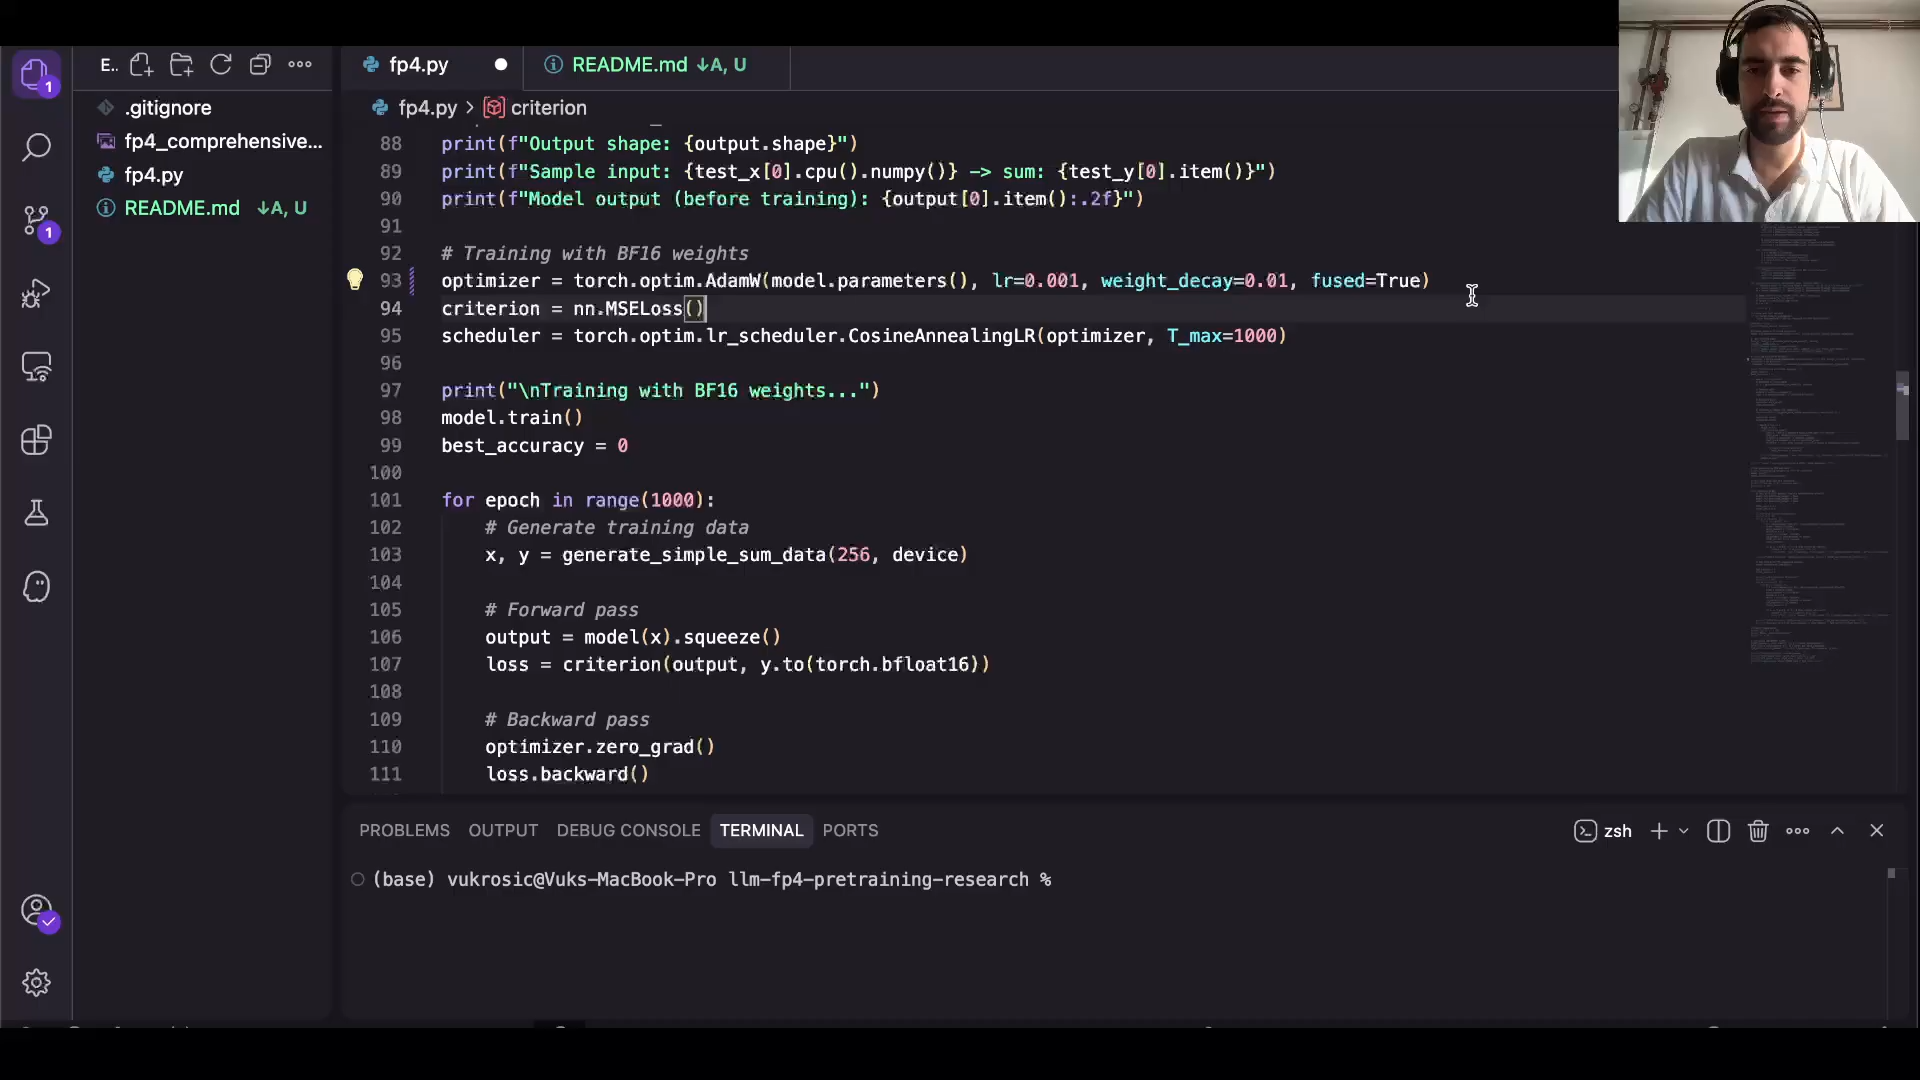 E..
fp4.py
README.md ↓A, U
1
.gitignore
fp4_comprehensive...
fp4.py
README.md ↓A, U
1
fp4.py > criterion
88 print(f"Output shape: {output.shape}")
89 print(f"Sample input: {test_x[0].cpu().numpy()} -> sum: {test_y[0].item()}")
90 print(f"Model output (before training): {output[0].item():.2f}")
91
92 # Training with BF16 weights
93 optimizer = torch.optim.AdamW(model.parameters(), lr=0.001, weight_decay=0.01, fused=True)
94 criterion = nn.MSELoss()
95 scheduler = torch.optim.lr_scheduler.CosineAnnealingLR(optimizer, T_max=1000)
96
97 print("\nTraining with BF16 weights...")
98 model.train()
99 best_accuracy = 0
100
101 for epoch in range(1000):
102 # Generate training data
103 x, y = generate_simple_sum_data(256, device)
104
105 # Forward pass
106 output = model(x).squeeze()
107 loss = criterion(output, y.to(torch.bfloat16))
108
109 # Backward pass
110 optimizer.zero_grad()
111 loss.backward()
PROBLEMS OUTPUT DEBUG CONSOLE TERMINAL PORTS
zsh
(base) vukrosic@Vuks-MacBook-Pro llm-fp4-pretraining-research %